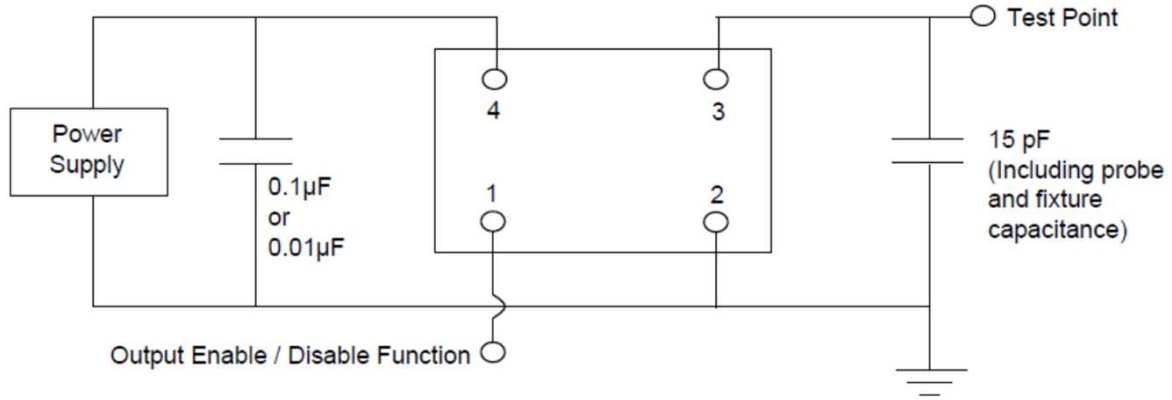 Test Point
4
3
Power
Supply
15 pF
(Including probe
and fixture
capacitance)
0.1µF
or
0.01µF
1
2
Output Enable / Disable Function